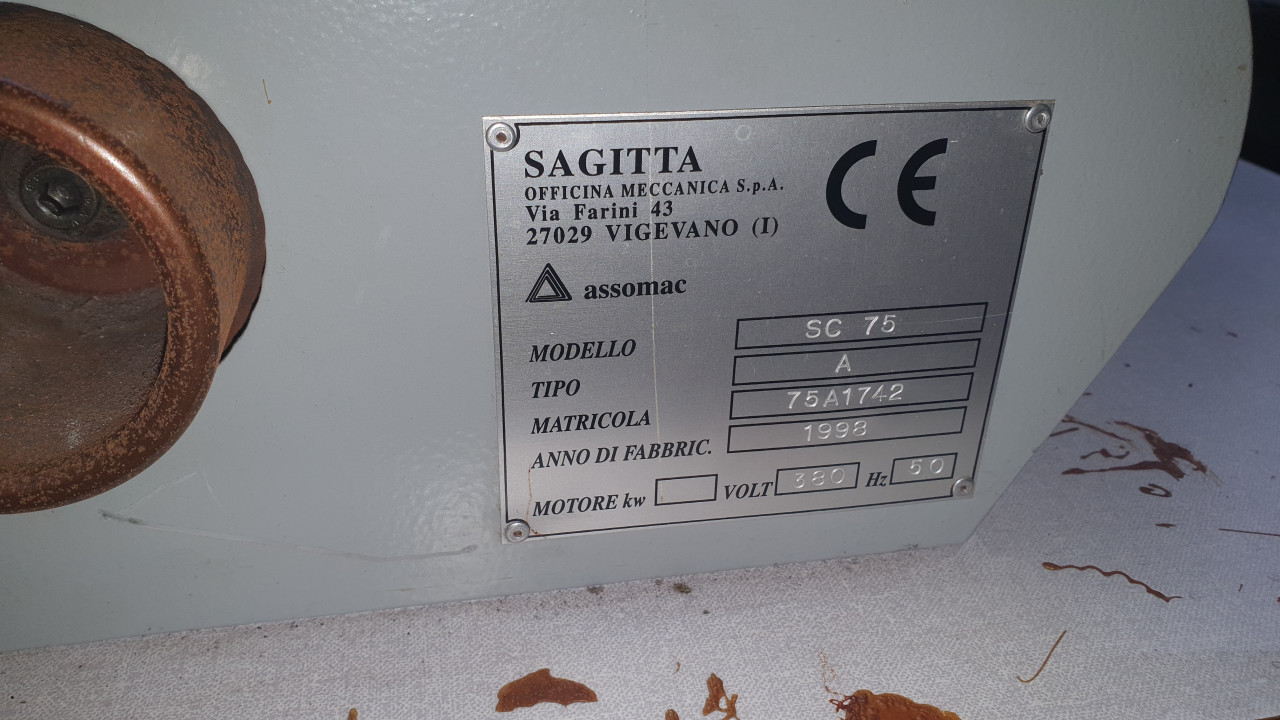 SAGITTA
OFFICINA MECCANICA S.p.A.
Via Farini 43
27029 VIGEVANO (I)
CE
assomac
MODELLO SC 75
TIPO A
MATRICOLA 75A1742
ANNO DI FABBRIC. 1998
MOTORE kw VOLT 380 Hz 50